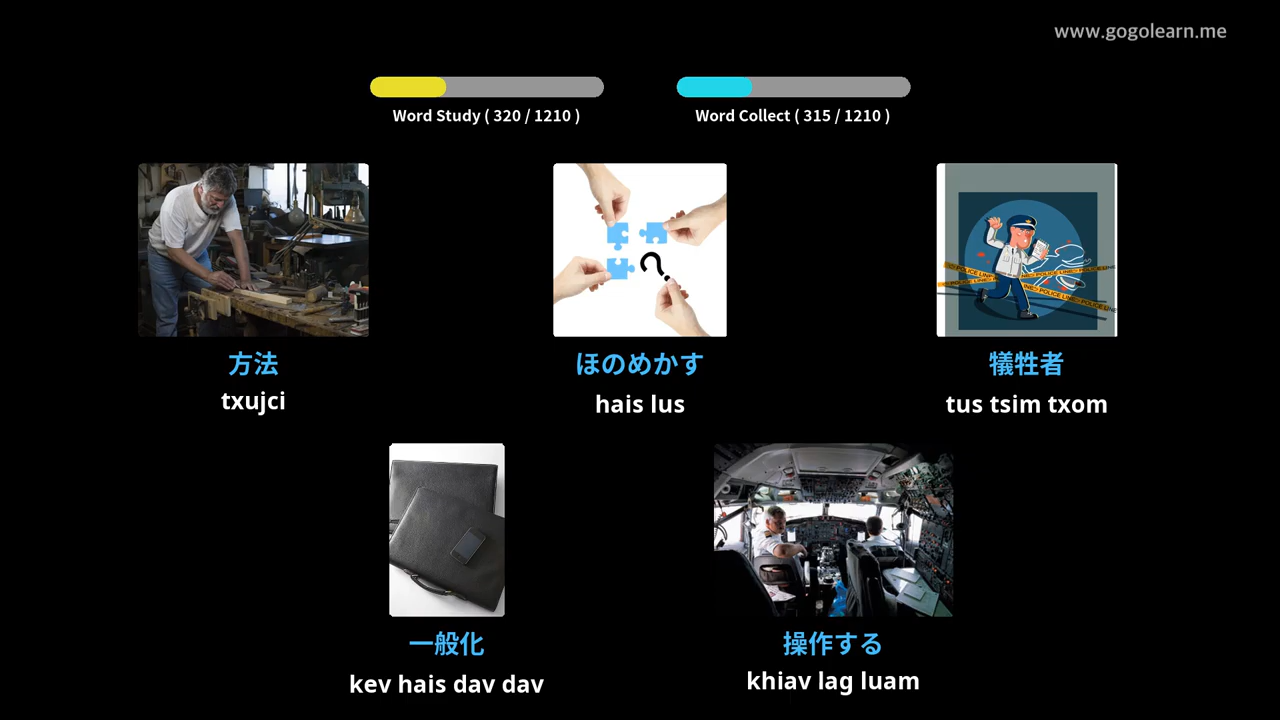 www.gogolearn.me
Word Study ( 320 / 1210 )
Word Collect ( 315 / 1210 )
方法
txujci
ほのめかす
hais lus
犠牲者
tus tsim txom
一般化
kev hais dav dav
操作する
khiav lag luam